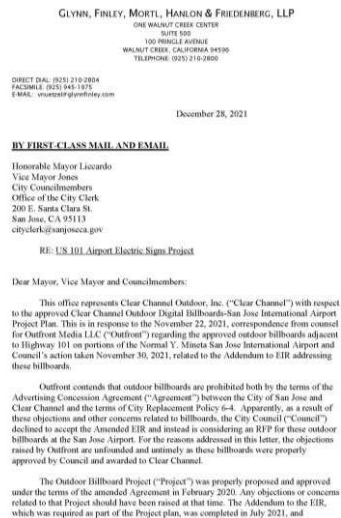 GLYNN, FINLEY, MORTL, HANLON & FRIEDENBERG, LLP
ONE WALNUT CREEK CENTER
SUITE 500
100 PRINGLE AVENUE
WALNUT CREEK, CALIFORNIA 94596
TELEPHONE: (925) 210-2800
DIRECT DIAL: (925) 210-2804
FACSIMILE: (925) 945-1975
E-MAIL:
December 28, 2021
BY FIRST-CLASS MAIL AND EMAIL
Honorable Mayor Liccardo
Vice Mayor Jones
City Councilmembers
Office of the City Clerk
200 E. Santa Clara St.
San Jose, CA 95113
cityclerk@sanjoseca.gov
RE: US 101 Airport Electric Signs Project
Dear Mayor, Vice Mayor and Councilmembers:
This office represents Clear Channel Outdoor, Inc. (“Clear Channel”) with respect
to the approved Clear Channel Outdoor Digital Billboards-San Jose International Airport
Project Plan. This is in response to the November 22, 2021, correspondence from counsel
for Outfront Media LLC (“Outfront”) regarding the approved outdoor billboards adjacent
to Highway 101 on portions of the Normal Y. Mineta San Jose International Airport and
Council’s action taken November 30, 2021, related to the Addendum to EIR addressing
these billboards.
Outfront contends that outdoor billboards are prohibited both by the terms of the
Advertising Concession Agreement (“Agreement”) between the City of San Jose and
Clear Channel and the terms of City Replacement Policy 6-4. Apparently, as a result of
these objections and other concerns related to billboards, the City Council (“Council”)
declined to accept the Amended EIR and instead is considering an RFP for these outdoor
billboards at the San Jose Airport. For the reasons addressed in this letter, the objections
raised by Outfront are unfounded and untimely as these billboards were properly
approved by Council and awarded to Clear Channel.
The Outdoor Billboard Project (“Project”) was properly proposed and approved
under the terms of the amended Agreement in February 2020. Any objections or concerns
related to that Project should have been raised at that time. The Addendum to the EIR,
which was required as part of the Project plan, was completed in July 2021, and